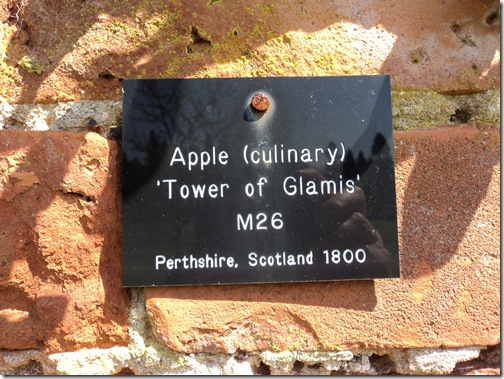 Apple (culinary)
'Tower of Glamis'
M26
Perthshire, Scotland 1800